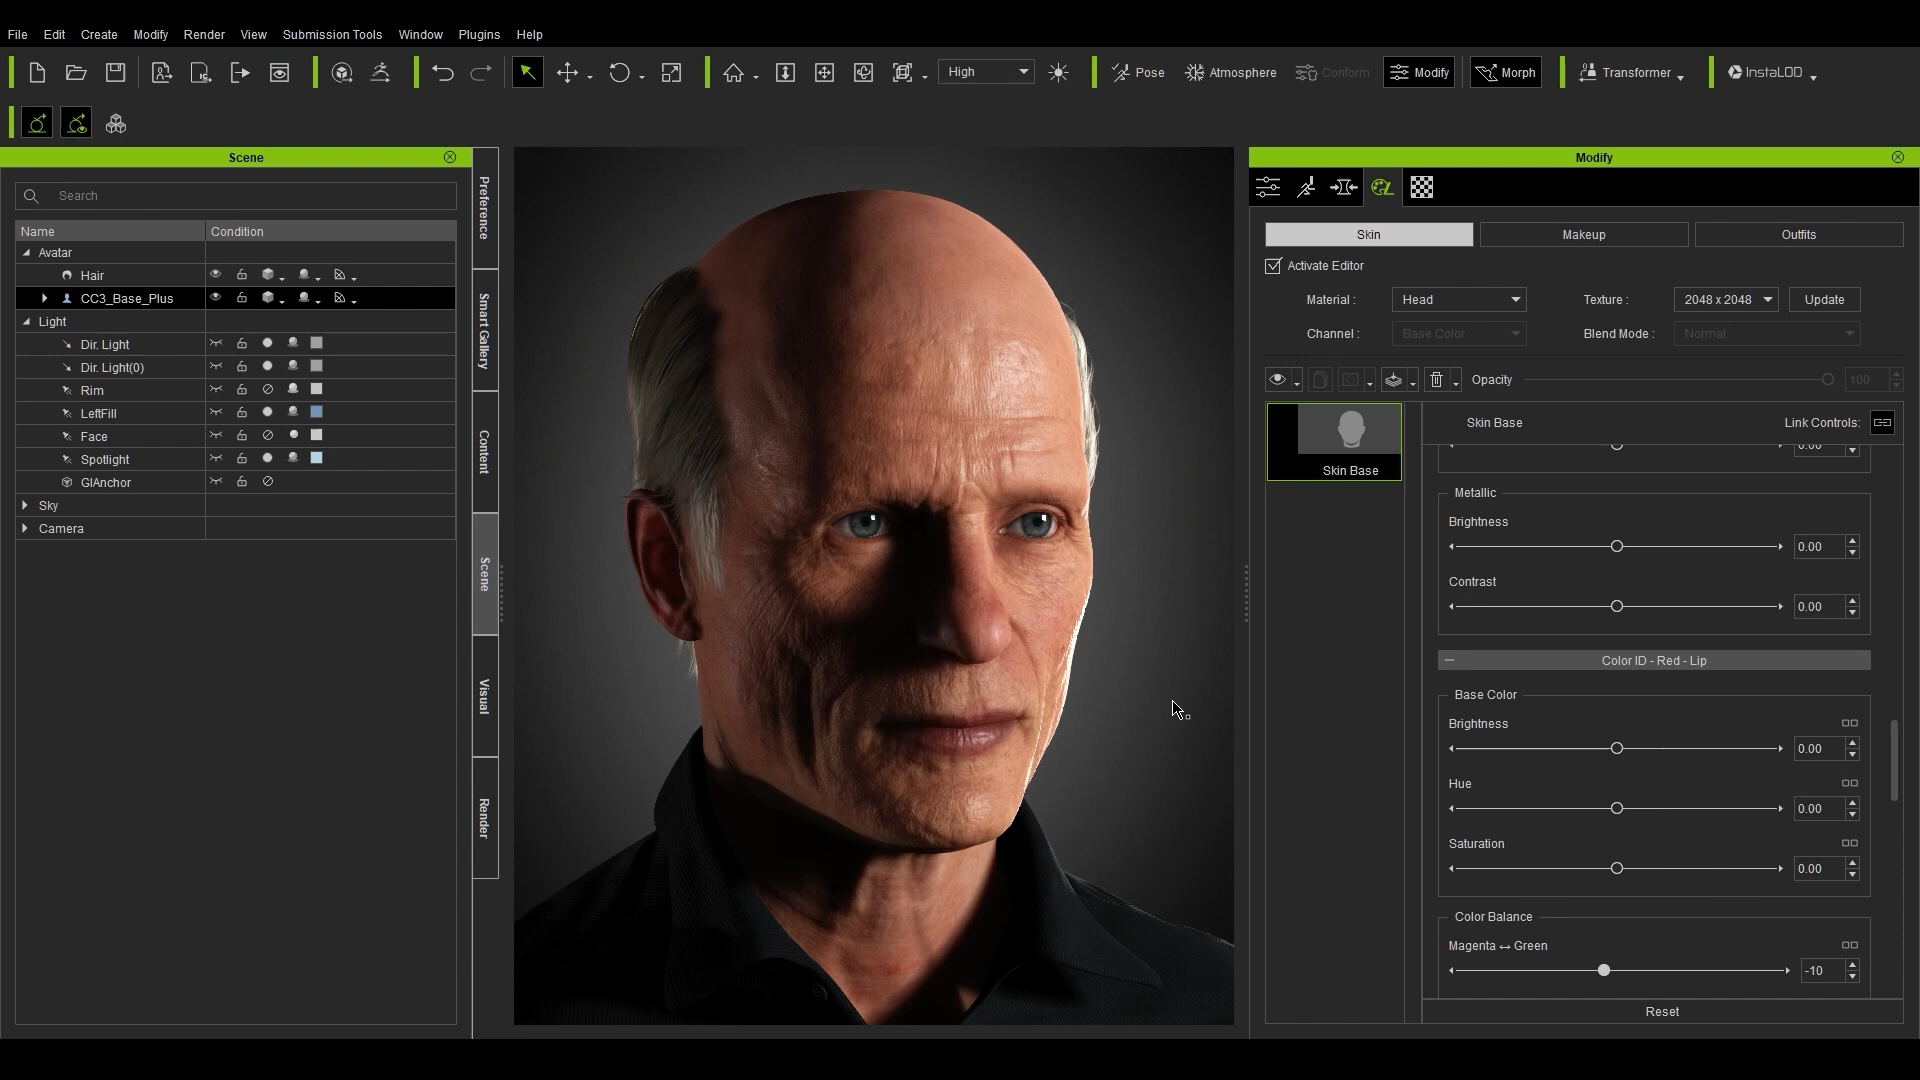 File Edit Create Modify Render View Submission Tools Window Plugins Help
High Pose Atmosphere Conform Modify Morph Transformer InstaLOD
Scene
Search
Name Condition
Avatar
Hair
CC3_Base_Plus
Light
Dir. Light
Dir. Light(0)
Rim
LeftFill
Face
Spotlight
GIAnchor
Sky
Camera
Preference
Smart Gallery
Content
Scene
Visual
Render
Modify
Skin Makeup Outfits
Activate Editor
Material : Head Texture : 2048 x 2048 Update
Channel : Base Color Blend Mode : Normal
Opacity 100
Skin Base
Skin Base Link Controls:
0.00
Metallic
Brightness
0.00
Contrast
0.00
Color ID - Red - Lip
Base Color
Brightness
0.00
Hue
0.00
Saturation
0.00
Color Balance
Magenta ↔ Green
-10
Reset